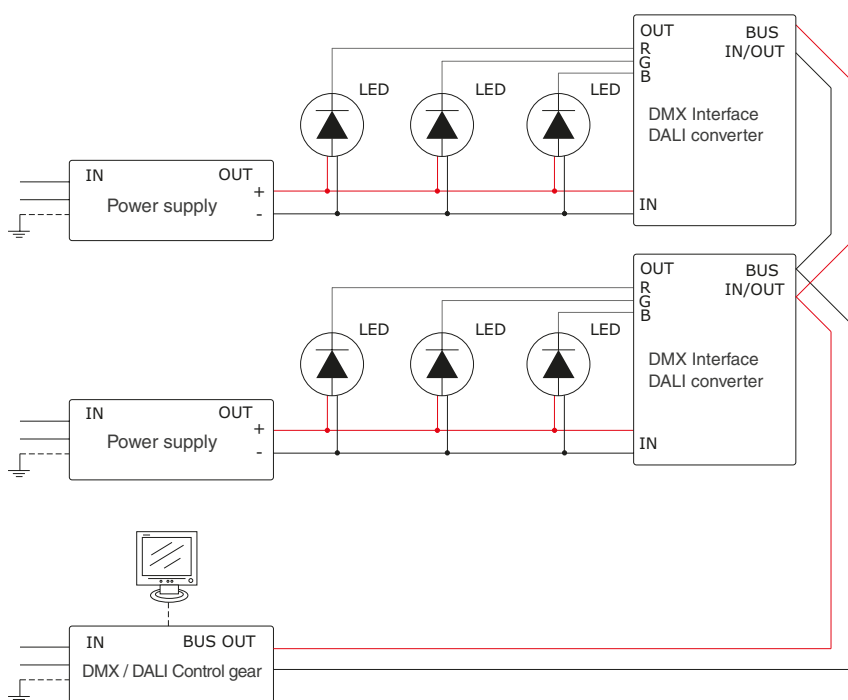 OUT BUS
R IN/OUT
G
B
LED LED LED
DMX Interface
DALI converter
IN OUT
+
Power supply
-
IN
OUT BUS
R IN/OUT
G
B
LED LED LED
DMX Interface
DALI converter
IN OUT
+
Power supply
-
IN
IN BUS OUT
DMX / DALI Control gear